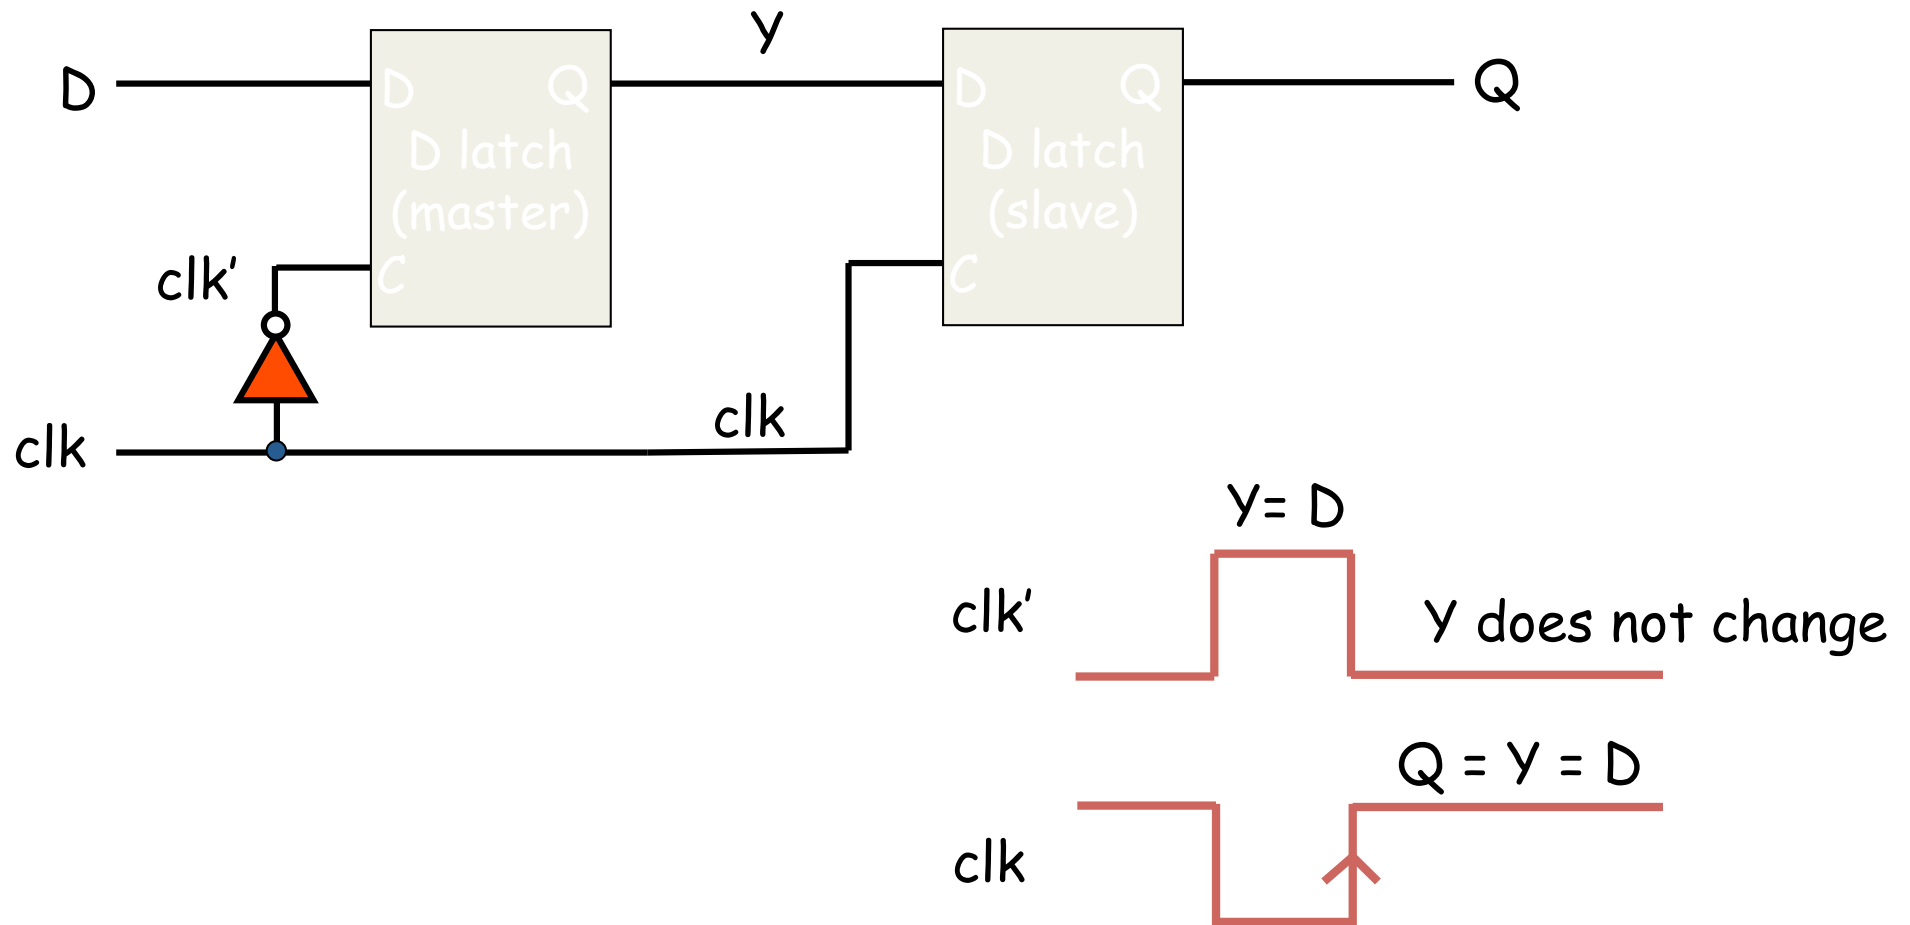 Y
D
D Q
D latch
(master)
C
D Q
D latch
(slave)
C
Q
clk'
clk
clk
Y= D
clk'
Y does not change
Q = Y = D
clk